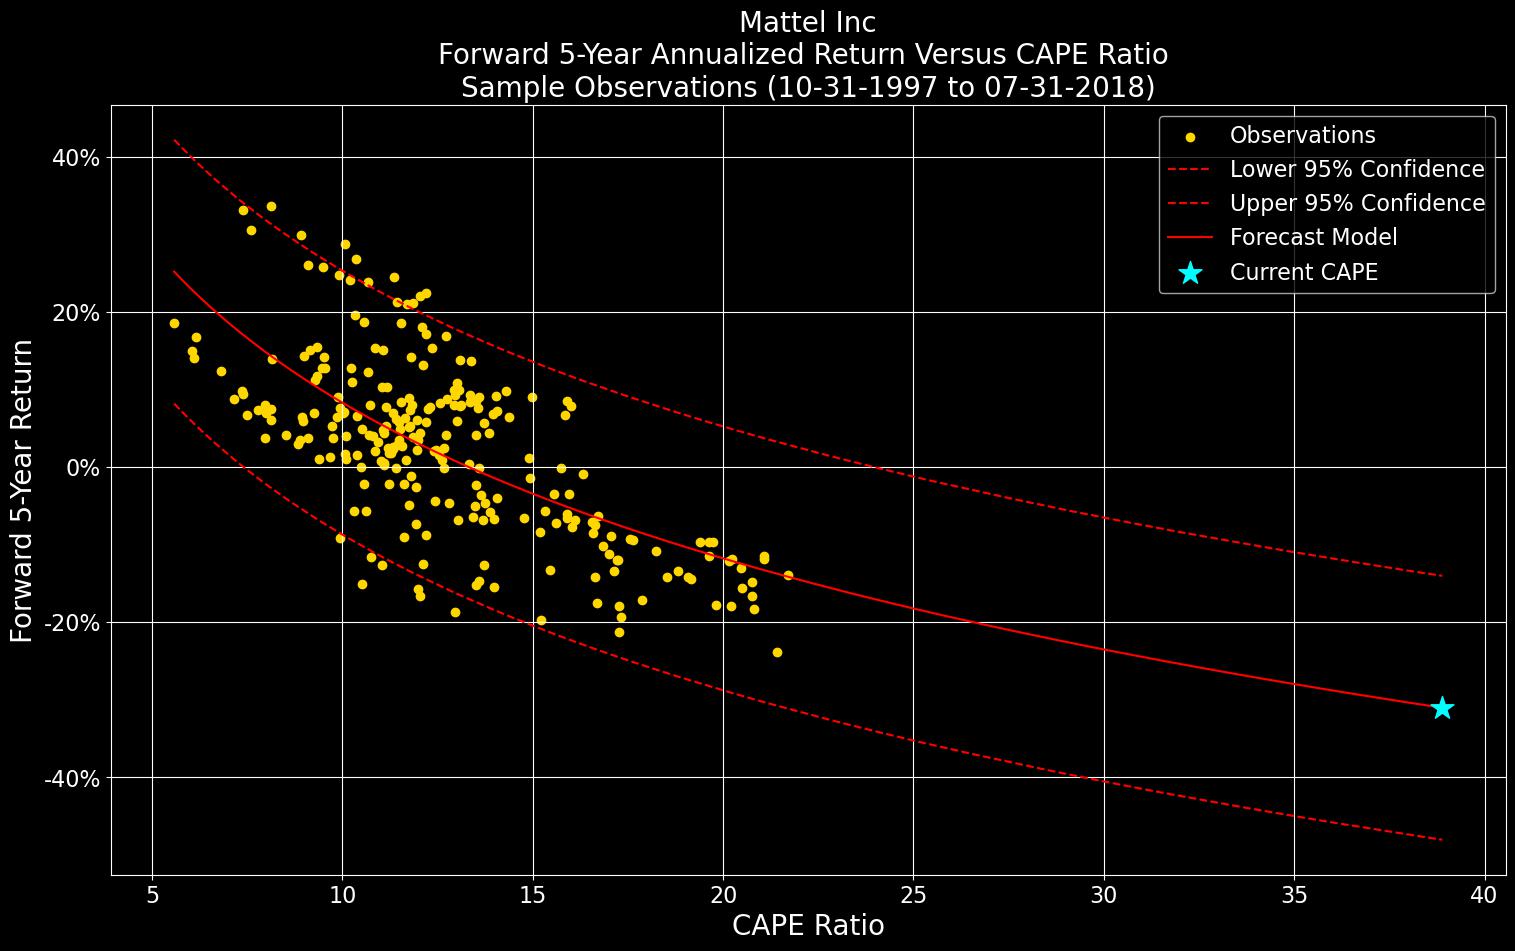 Mattel Inc
Forward 5-Year Annualized Return Versus CAPE Ratio
Sample Observations (10-31-1997 to 07-31-2018)
Observations
Lower 95% Confidence
Upper 95% Confidence
Forecast Model
Current CAPE
Forward 5-Year Return
40%
20%
0%
-20%
-40%
5 10 15 20 25 30 35 40
CAPE Ratio